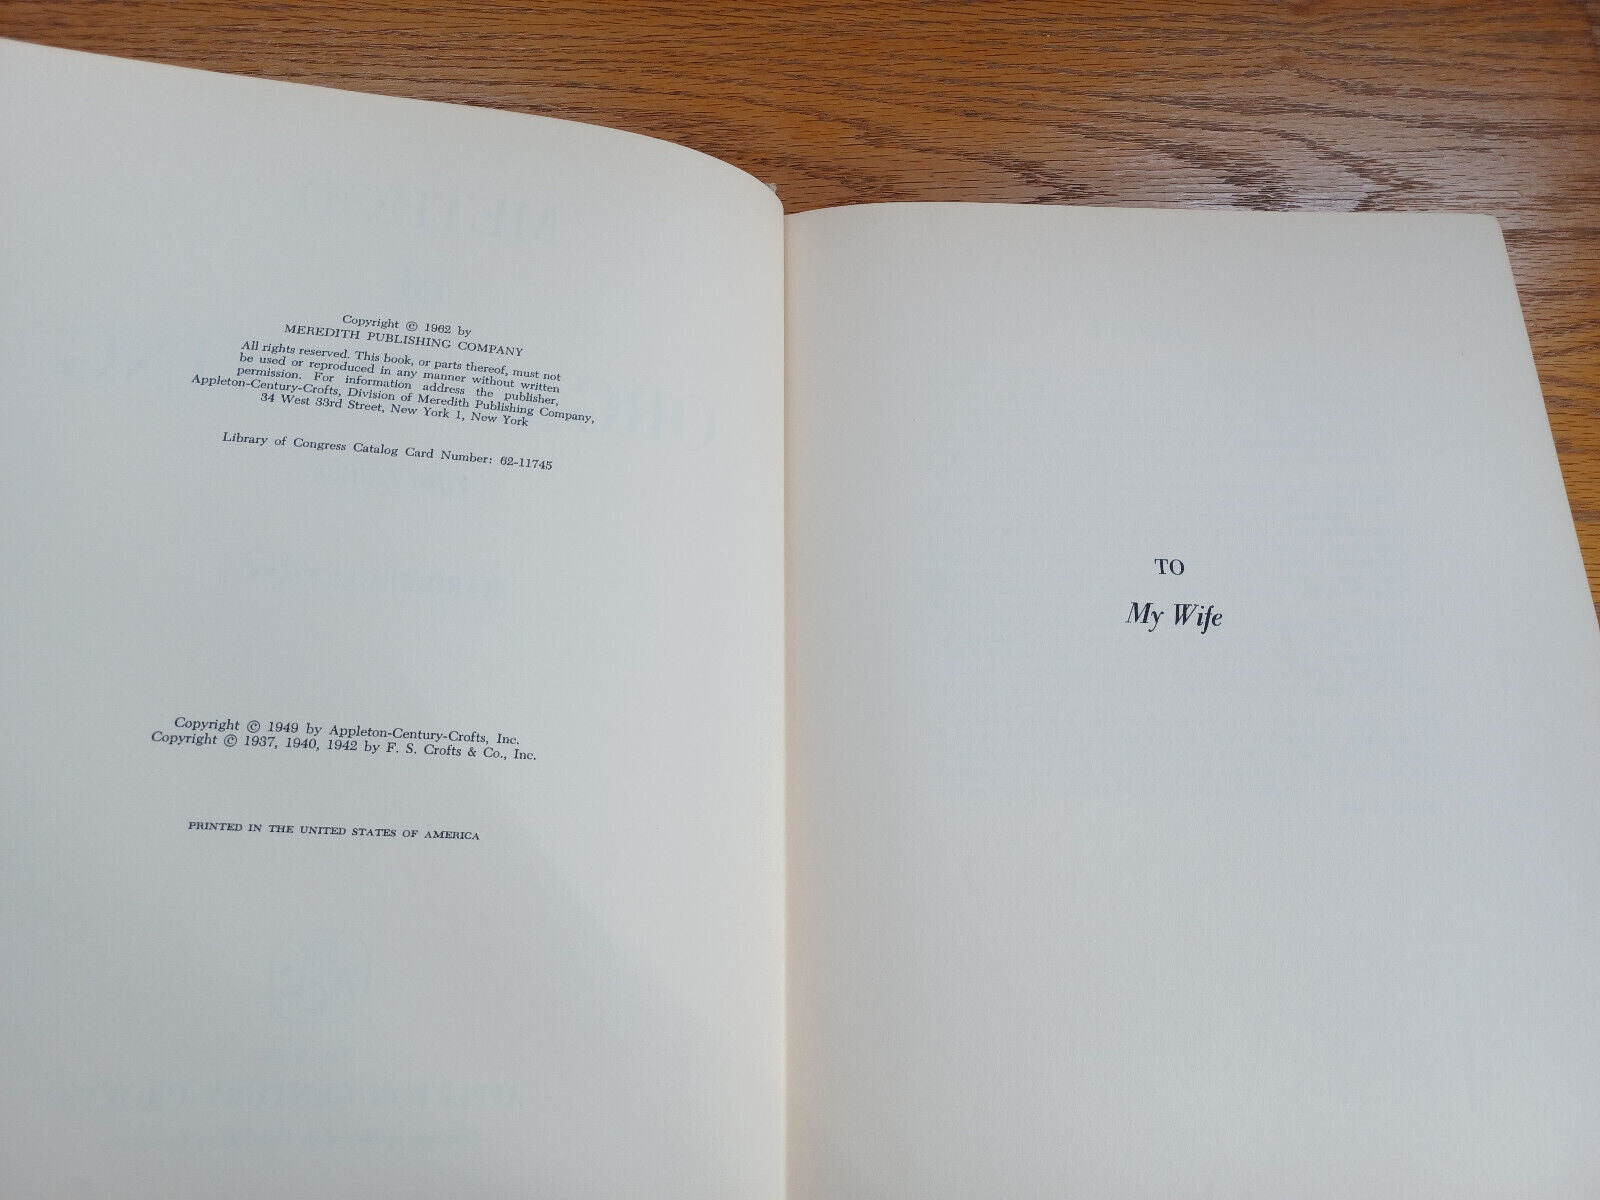 Copyright © 1962 by
MEREDITH PUBLISHING COMPANY
All rights reserved. This book, or parts thereof, must not
be used or reproduced in any manner without written
permission. For information address the publisher,
Appleton-Century-Crofts, Division of Meredith Publishing Company,
34 West 33rd Street, New York 1, New York
Library of Congress Catalog Card Number: 62-11745
Copyright © 1949 by Appleton-Century-Crofts, Inc.
Copyright © 1937, 1940, 1942 by F. S. Crofts & Co., Inc.
PRINTED IN THE UNITED STATES OF AMERICA
TO
My Wife